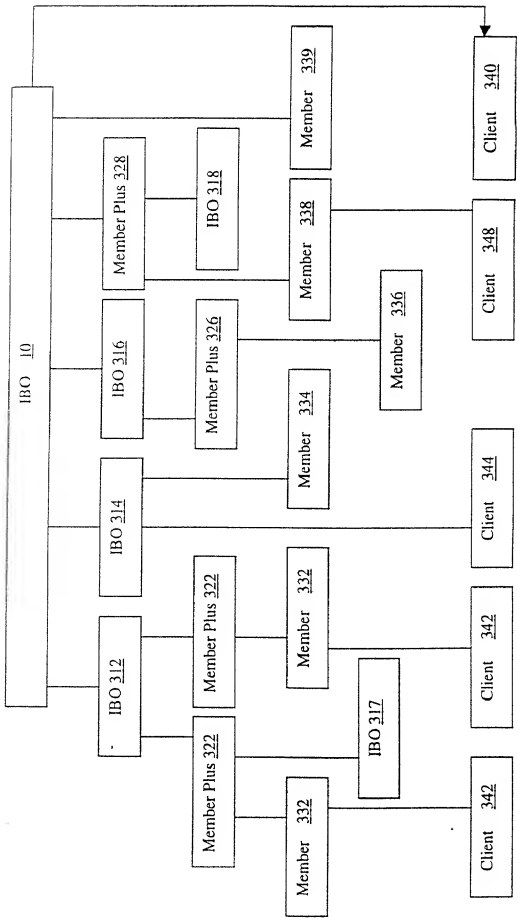 IBO 10
IBO 312
IBO 314
IBO 316
Member Plus 328
Member Plus 322
Member Plus 322
Member Plus 326
IBO 318
Member 332
Member 332
Member 334
Member 338
Member 339
IBO 317
Member 336
Client 342
Client 342
Client 344
Client 348
Client 340